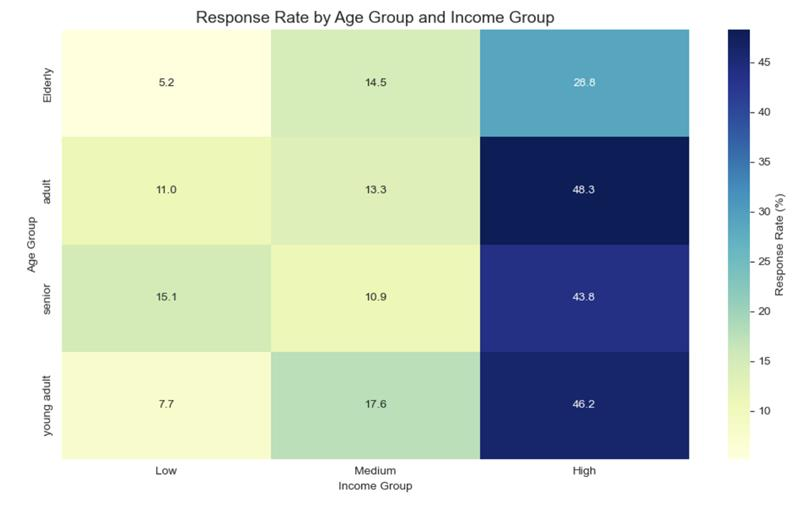 Response Rate by Age Group and Income Group
Age Group
Elderly
5.2 14.5 28.8
adult
11.0 13.3 48.3
senior
15.1 10.9 43.8
young adult
7.7 17.6 46.2
Low Medium High
Income Group
45
40
35
30
25
20
15
10
Response Rate (%)